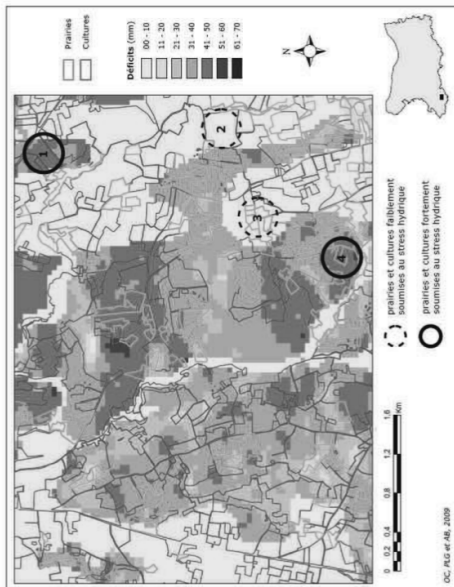 Prairies
Cultures
Déficits (mm)
00 - 10
11 - 20
21 - 30
31 - 40
41 - 50
51 - 60
61 - 70
N
1
2
3
4
prairies et cultures faiblement
soumises au stress hydrique
prairies et cultures fortement
soumises au stress hydrique
0 0.2 0.4 0.8 1.2 1.6
Km
OC, PLG et AB, 2009